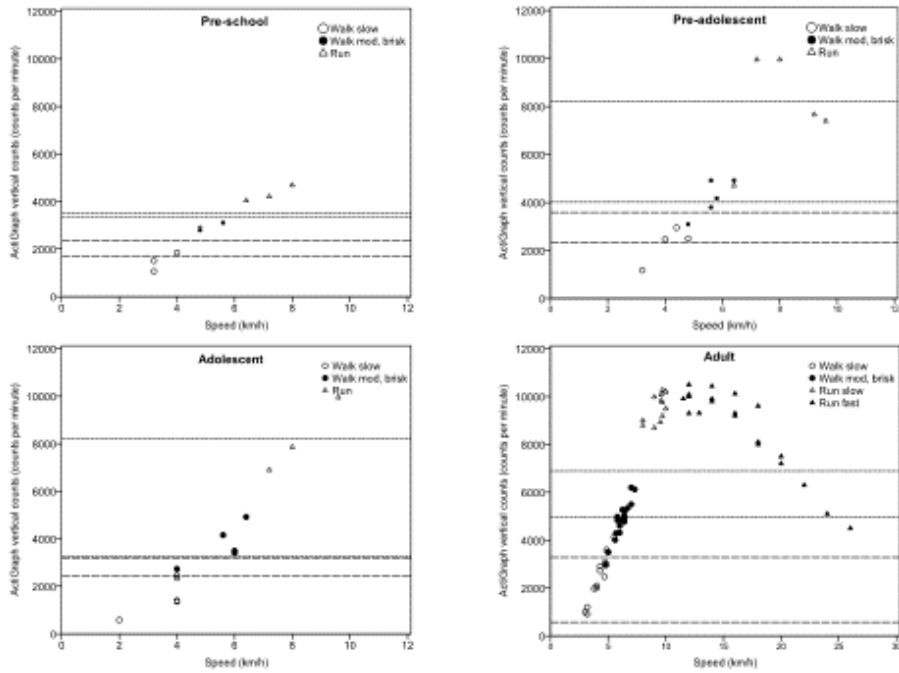 Pre-school
Walk slow
Walk mod, brisk
Run
ActiGraph vertical counts (counts per minute)
12000
10000
8000
6000
4000
2000
0
0 2 4 6 8 10 12
Speed (km/h)
Pre-adolescent
Walk slow
Walk mod, brisk
Run
ActiGraph vertical counts (counts per minute)
12000
10000
8000
6000
4000
2000
0
0 2 4 6 8 10 12
Speed (km/h)
Adolescent
Walk slow
Walk mod, brisk
Run
ActiGraph vertical counts (counts per minute)
12000
10000
8000
6000
4000
2000
0
0 2 4 6 8 10 12
Speed (km/h)
Adult
Walk slow
Walk mod, brisk
Run slow
Run fast
ActiGraph vertical counts (counts per minute)
12000
10000
8000
6000
4000
2000
0
0 5 10 15 20 25 30
Speed (km/h)